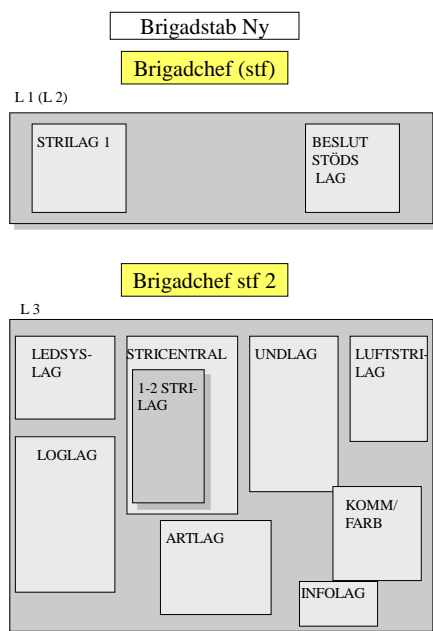 Brigadstab Ny
Brigadchef (stf)
L 1 (L 2)
STRILAG 1
BESLUT
STÖDS
LAG
Brigadchef stf 2
L 3
LEDSYS-
LAG
STRICENTRAL
1-2 STRI-
LAG
UNDLAG
LUFTSTRI-
LAG
LOGLAG
KOMM/
FARB
ARTLAG
INFOLAG